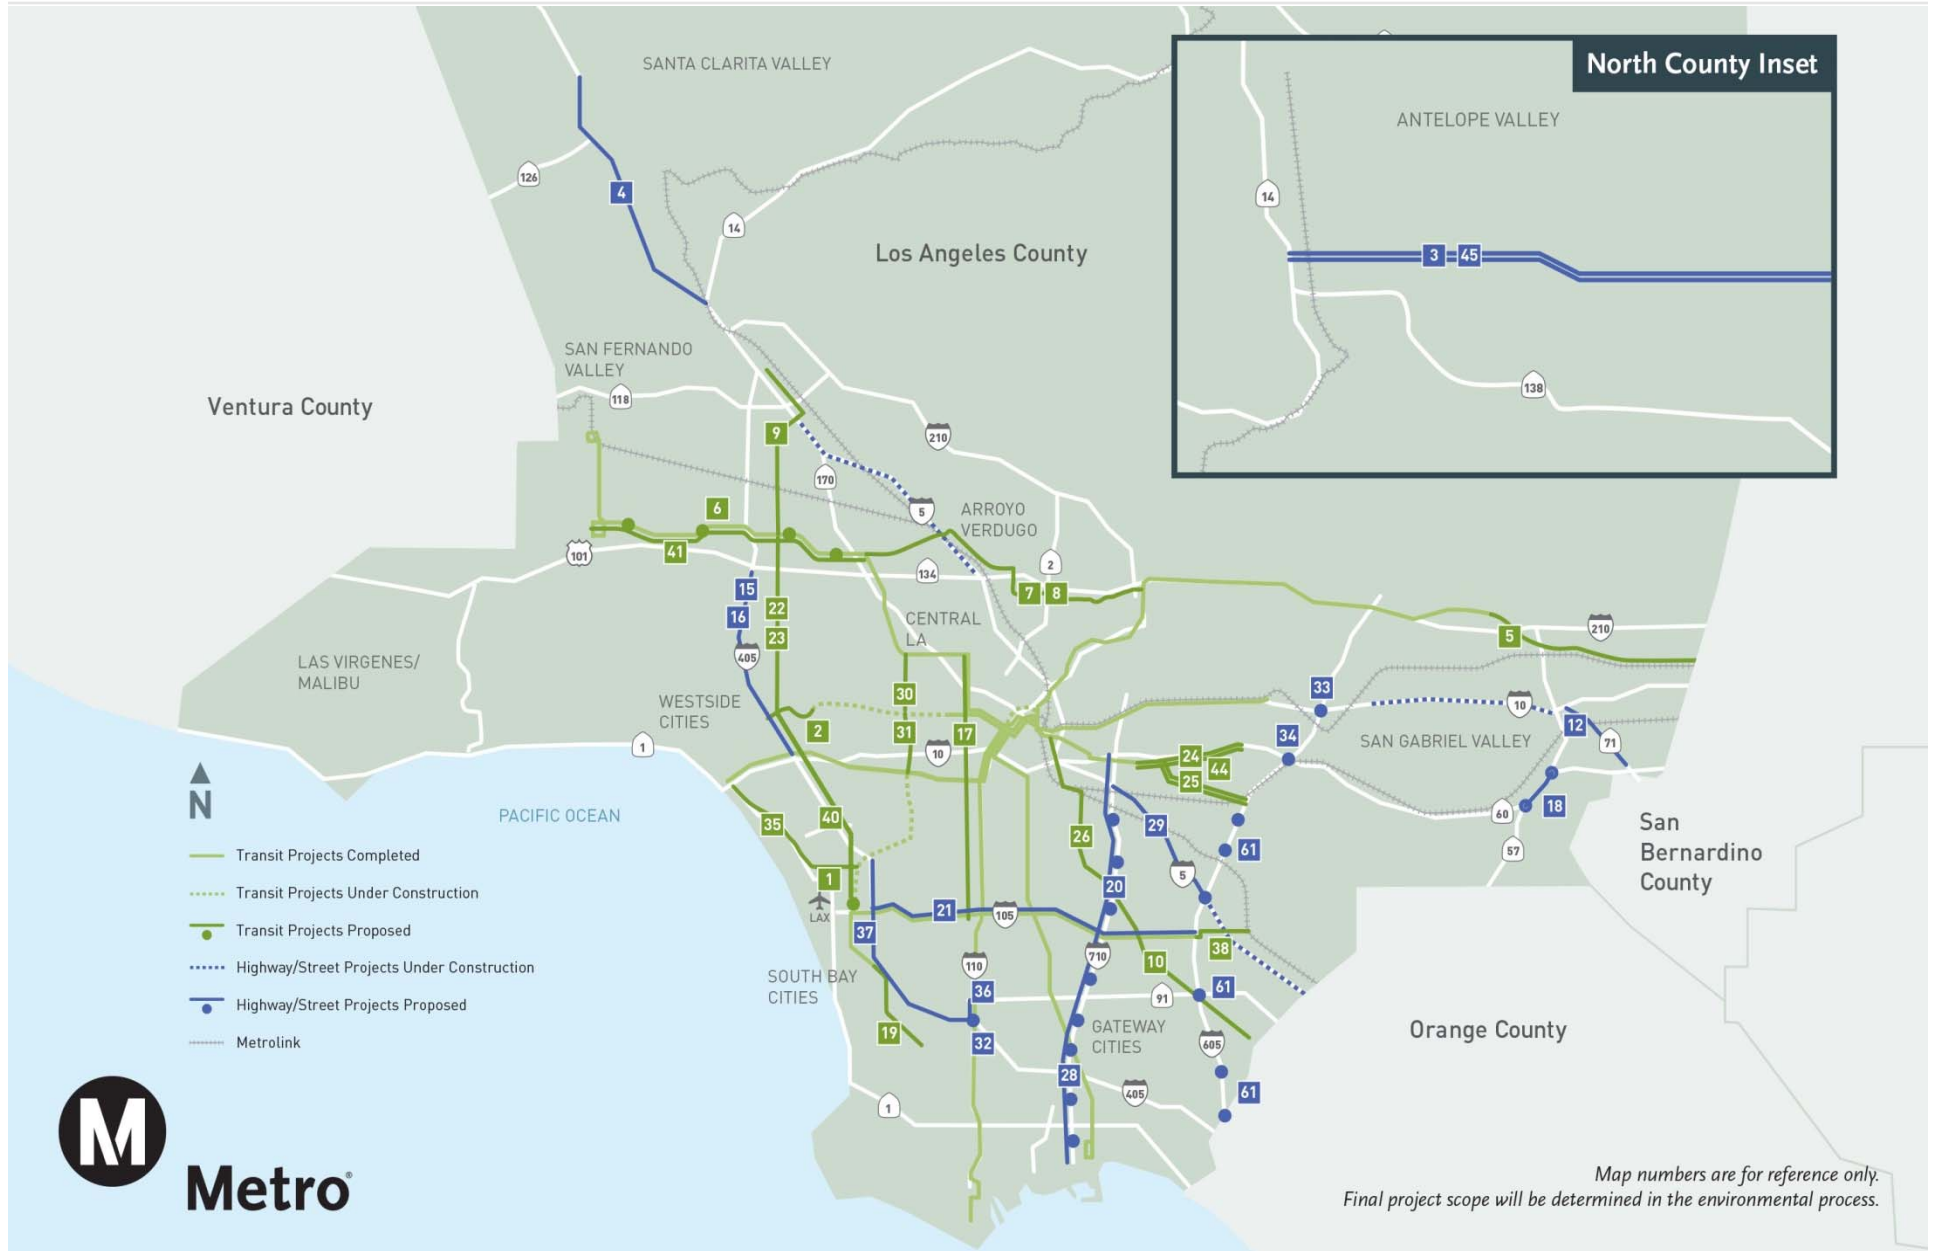 SANTA CLARITA VALLEY
North County Inset
ANTELOPE VALLEY
126
4
14
14
Los Angeles County
3
45
SAN FERNANDO
VALLEY
118
138
Ventura County
9
210
170
6
5
ARROYO
VERDUGO
41
101
134
2
15
7
8
22
16
CENTRAL
LA
23
5
210
405
LAS VIRGENES/
MALIBU
33
30
WESTSIDE
CITIES
10
2
31
17
34
12
SAN GABRIEL VALLEY
71
1
10
24
44
25
N
PACIFIC OCEAN
35
40
26
29
60
18
San
Bernardino
County
61
57
Transit Projects Completed
1
5
20
Transit Projects Under Construction
LAX
21
105
Transit Projects Proposed
37
38
710
10
Highway/Street Projects Under Construction
110
SOUTH BAY
CITIES
36
61
91
Highway/Street Projects Proposed
19
32
GATEWAY
CITIES
605
Orange County
Metrolink
28
405
61
1
M
Metro®
Map numbers are for reference only.
Final project scope will be determined in the environmental process.